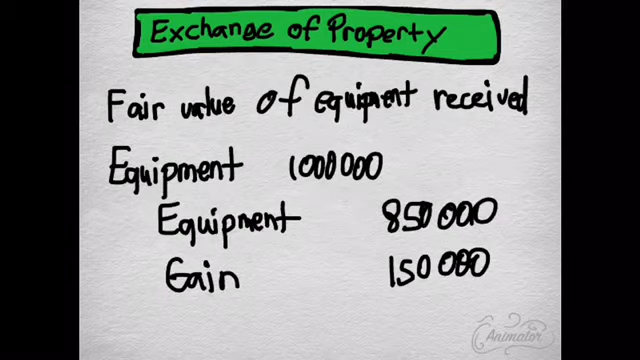 Exchange of Property
Fair value of equipment received
Equipment 1000000
Equipment 850000
Gain 150000
Animator